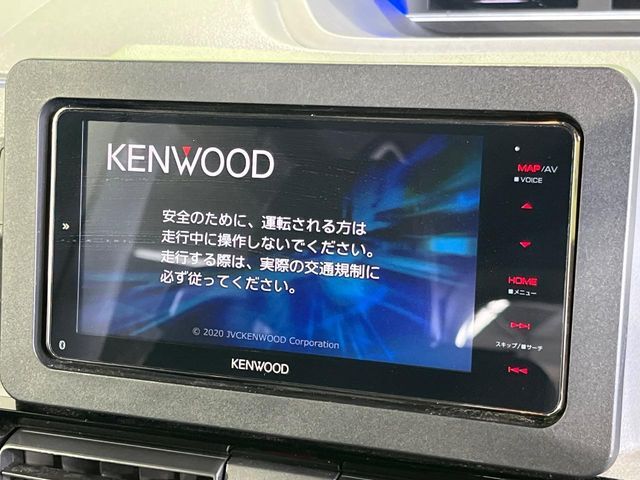 KENWOOD
安全のために、運転される方は
走行中に操作しないでください。
走行する際は、実際の交通規制に
必ず従ってください。
© 2020 JVCKENWOOD Corporation
KENWOOD
MAP/AV
■ VOICE
HOME
■メニュー
スキップ/■サーチ